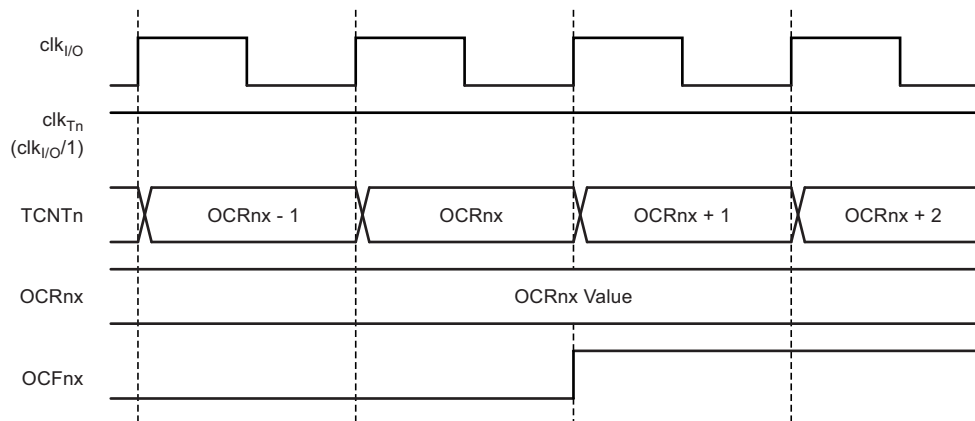 clkI/O
clkTn
(clkI/O/1)
TCNTn OCRnx - 1 OCRnx OCRnx + 1 OCRnx + 2
OCRnx OCRnx Value
OCFnx